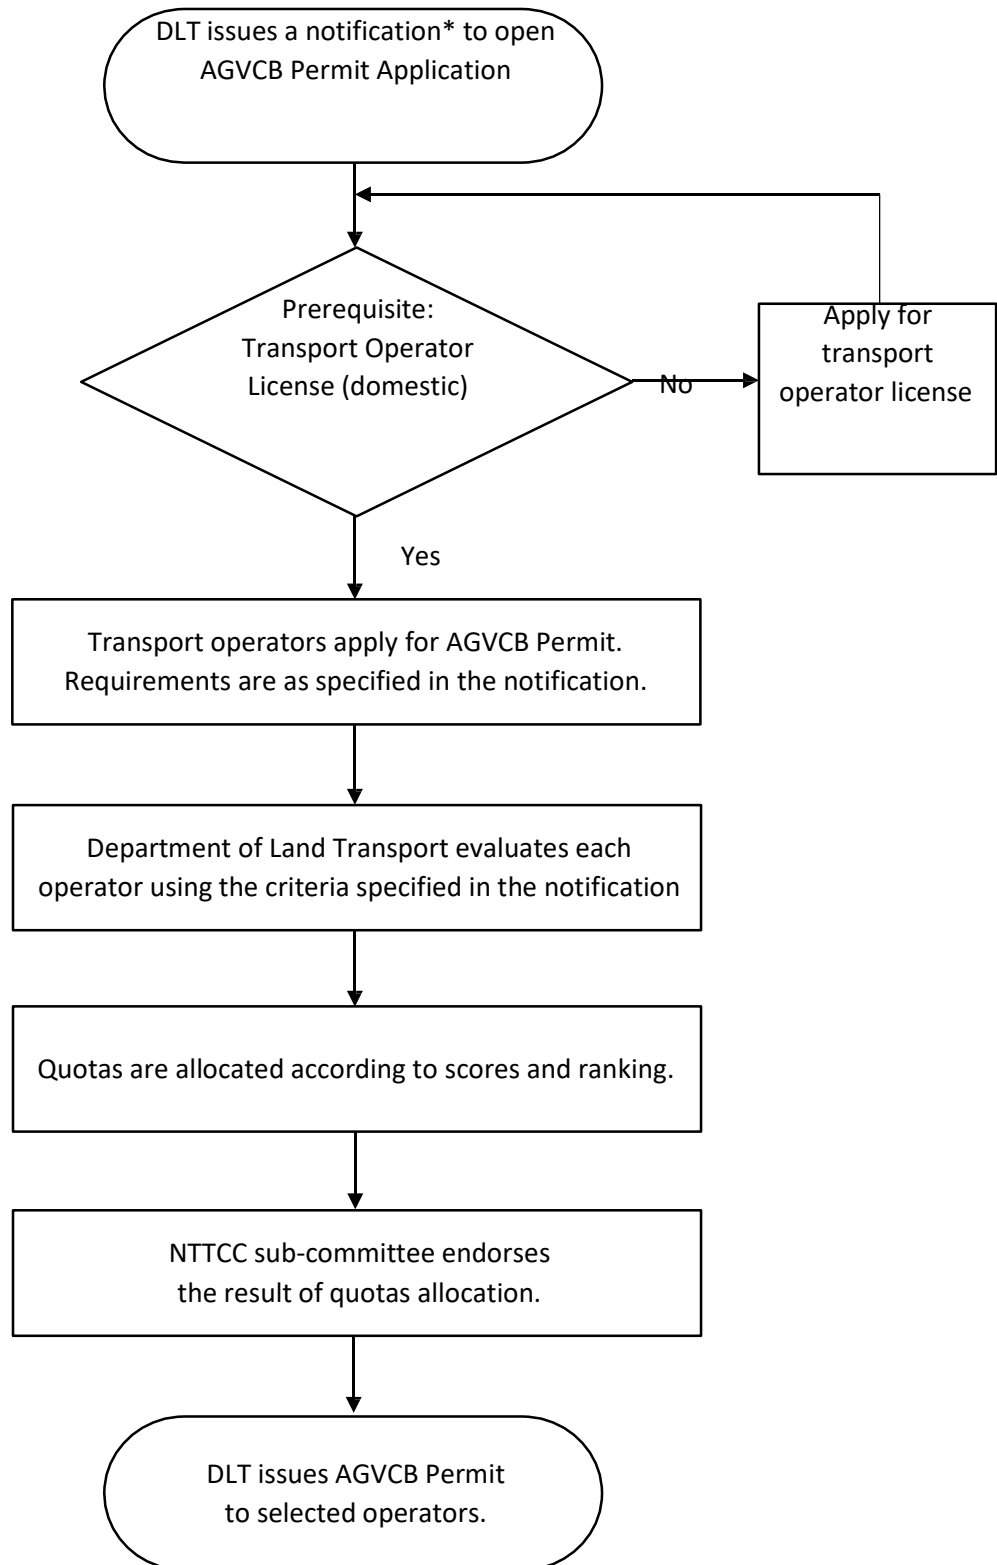 DLT issues a notification* to open
AGVCB Permit Application
Prerequisite:
Transport Operator
License (domestic)
No
Apply for
transport
operator license
Yes
Transport operators apply for AGVCB Permit.
Requirements are as specified in the notification.
Department of Land Transport evaluates each
operator using the criteria specified in the notification
Quotas are allocated according to scores and ranking.
NTTCC sub-committee endorses
the result of quotas allocation.
DLT issues AGVCB Permit
to selected operators.